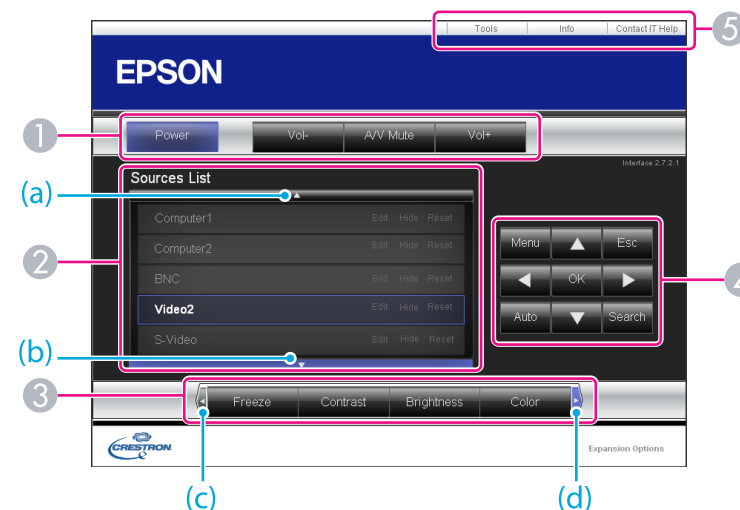 Tools Info Contact IT Help
5
EPSON
1
Power Vol- A/V Mute Vol+
Interface 2.7.2.1
Sources List
(a)
Computer1 Edit Hide Reset
Computer2 Edit Hide Reset
2
BNC Edit Hide Reset
Video2 Edit Hide Reset
S-Video Edit Hide Reset
(b)
Menu Esc
OK
4
Auto Search
3
Freeze Contrast Brightness Color
CRESTRON
Expansion Options
(c) (d)